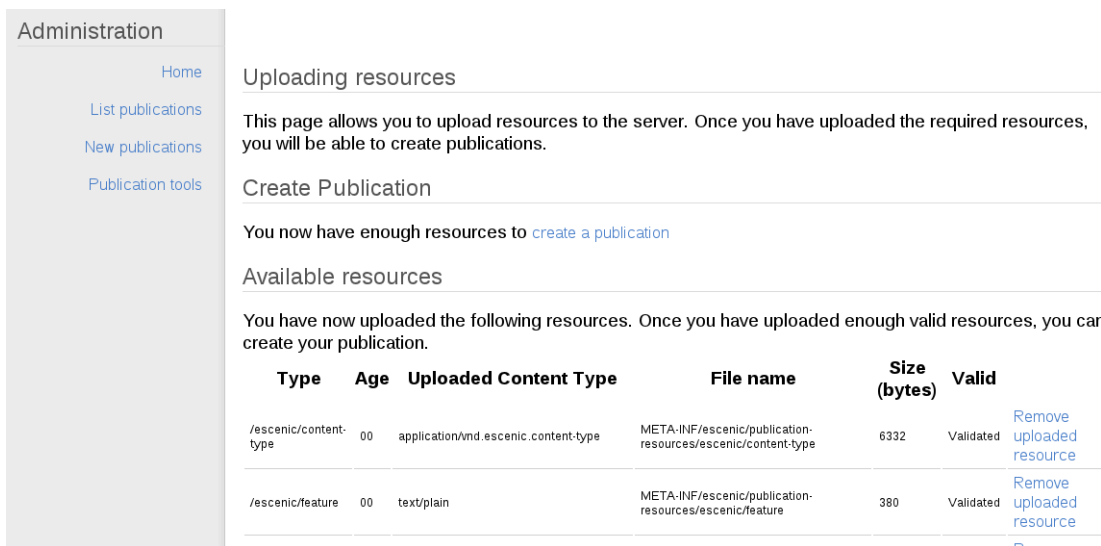 Administration
Home
List publications
New publications
Publication tools
Uploading resources
This page allows you to upload resources to the server. Once you have uploaded the required resources,
you will be able to create publications.
Create Publication
You now have enough resources to create a publication
Available resources
You have now uploaded the following resources. Once you have uploaded enough valid resources, you can
create your publication.
Type Age Uploaded Content Type File name Size (bytes) Valid
/escenic/content-
type
00 application/vnd.escenic.content-type
META-INF/escenic/publication-
resources/escenic/content-type
6332 Validated
Remove
uploaded
resource
/escenic/feature 00 text/plain
META-INF/escenic/publication-
resources/escenic/feature
380 Validated
Remove
uploaded
resource